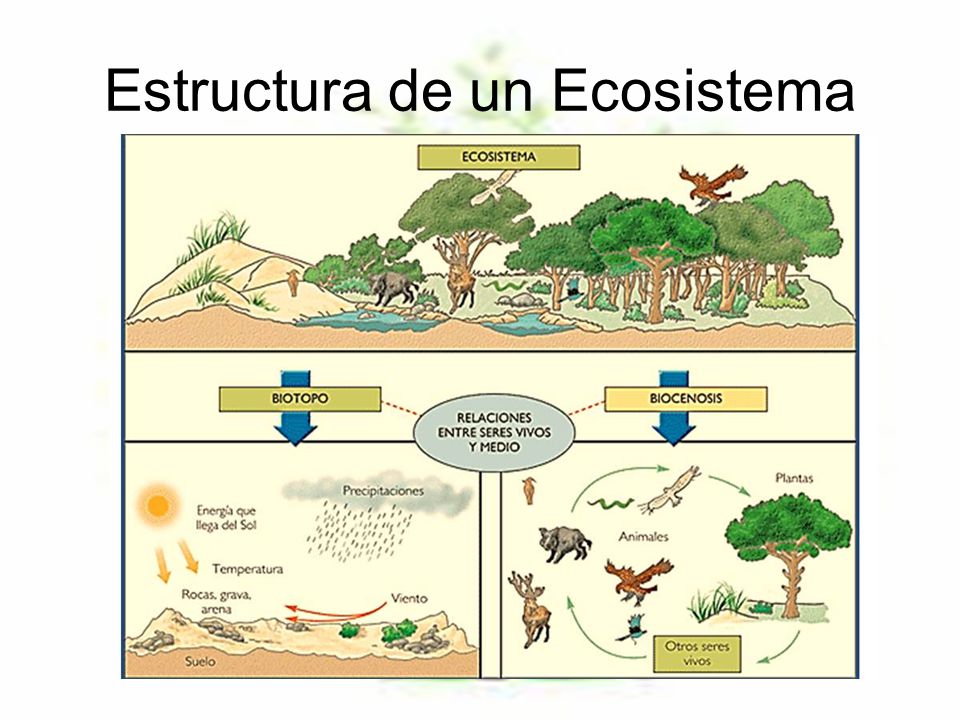 Estructura de un Ecosistema
ECOSISTEMA
BIOTOPO
BIOCENOSIS
RELACIONES
ENTRE SERES VIVOS
Y MEDIO
Precipitaciones
Energía que
llega del Sol
Temperatura
Rocas, grava,
arena
Viento
Suelo
Plantas
Animales
Otros seres
vivos